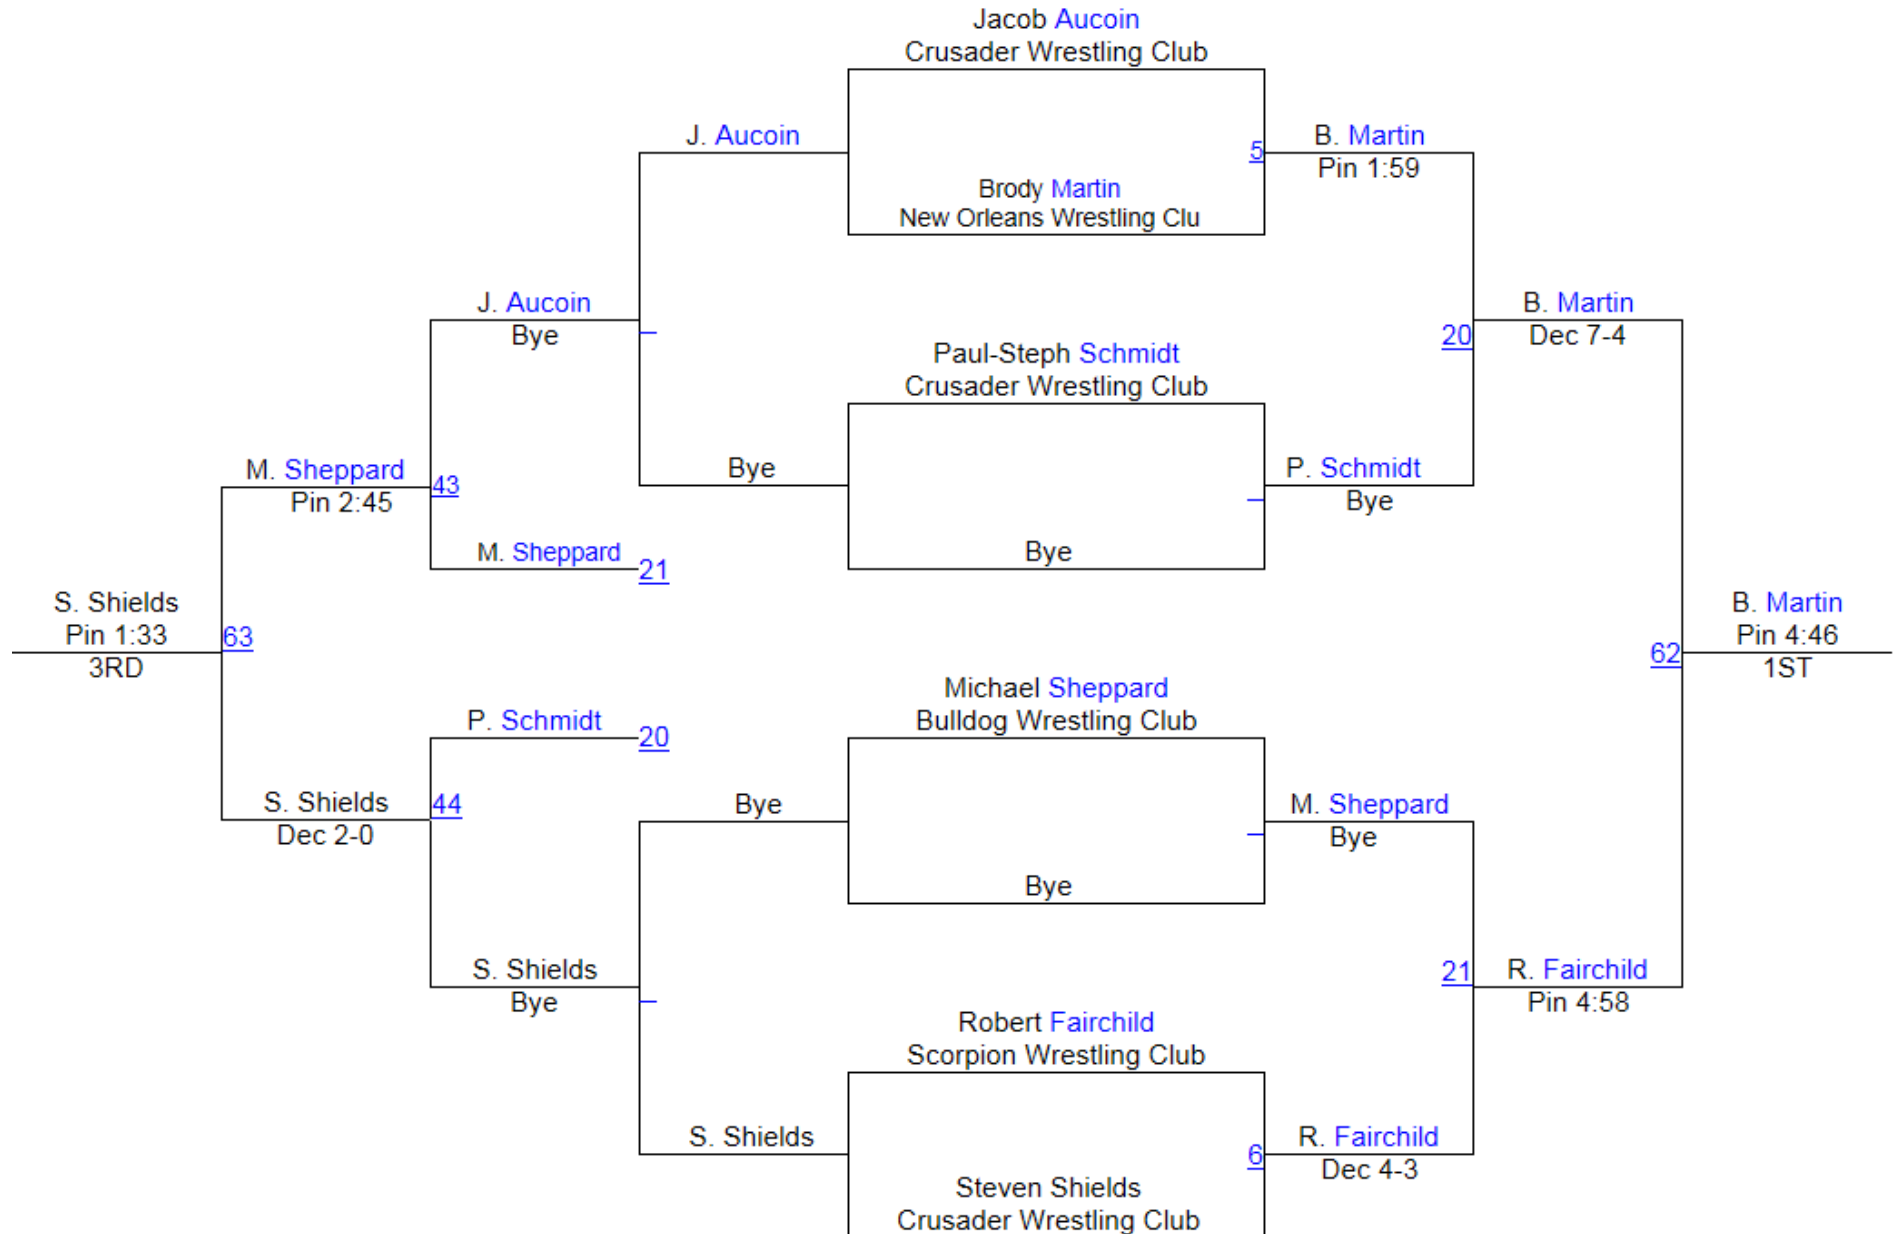 Jacob Aucoin
Crusader Wrestling Club
J. Aucoin
5
B. Martin
Pin 1:59
Brody Martin
New Orleans Wrestling Clu
J. Aucoin
Bye
B. Martin
Dec 7-4
20
Paul-Steph Schmidt
Crusader Wrestling Club
M. Sheppard
Pin 2:45
43
Bye
P. Schmidt
Bye
M. Sheppard
21
Bye
S. Shields
Pin 1:33
3RD
63
B. Martin
Pin 4:46
1ST
62
Michael Sheppard
Bulldog Wrestling Club
P. Schmidt
20
S. Shields
Dec 2-0
44
Bye
M. Sheppard
Bye
Bye
S. Shields
Bye
21
R. Fairchild
Pin 4:58
Robert Fairchild
Scorpion Wrestling Club
S. Shields
6
R. Fairchild
Dec 4-3
Steven Shields
Crusader Wrestling Club